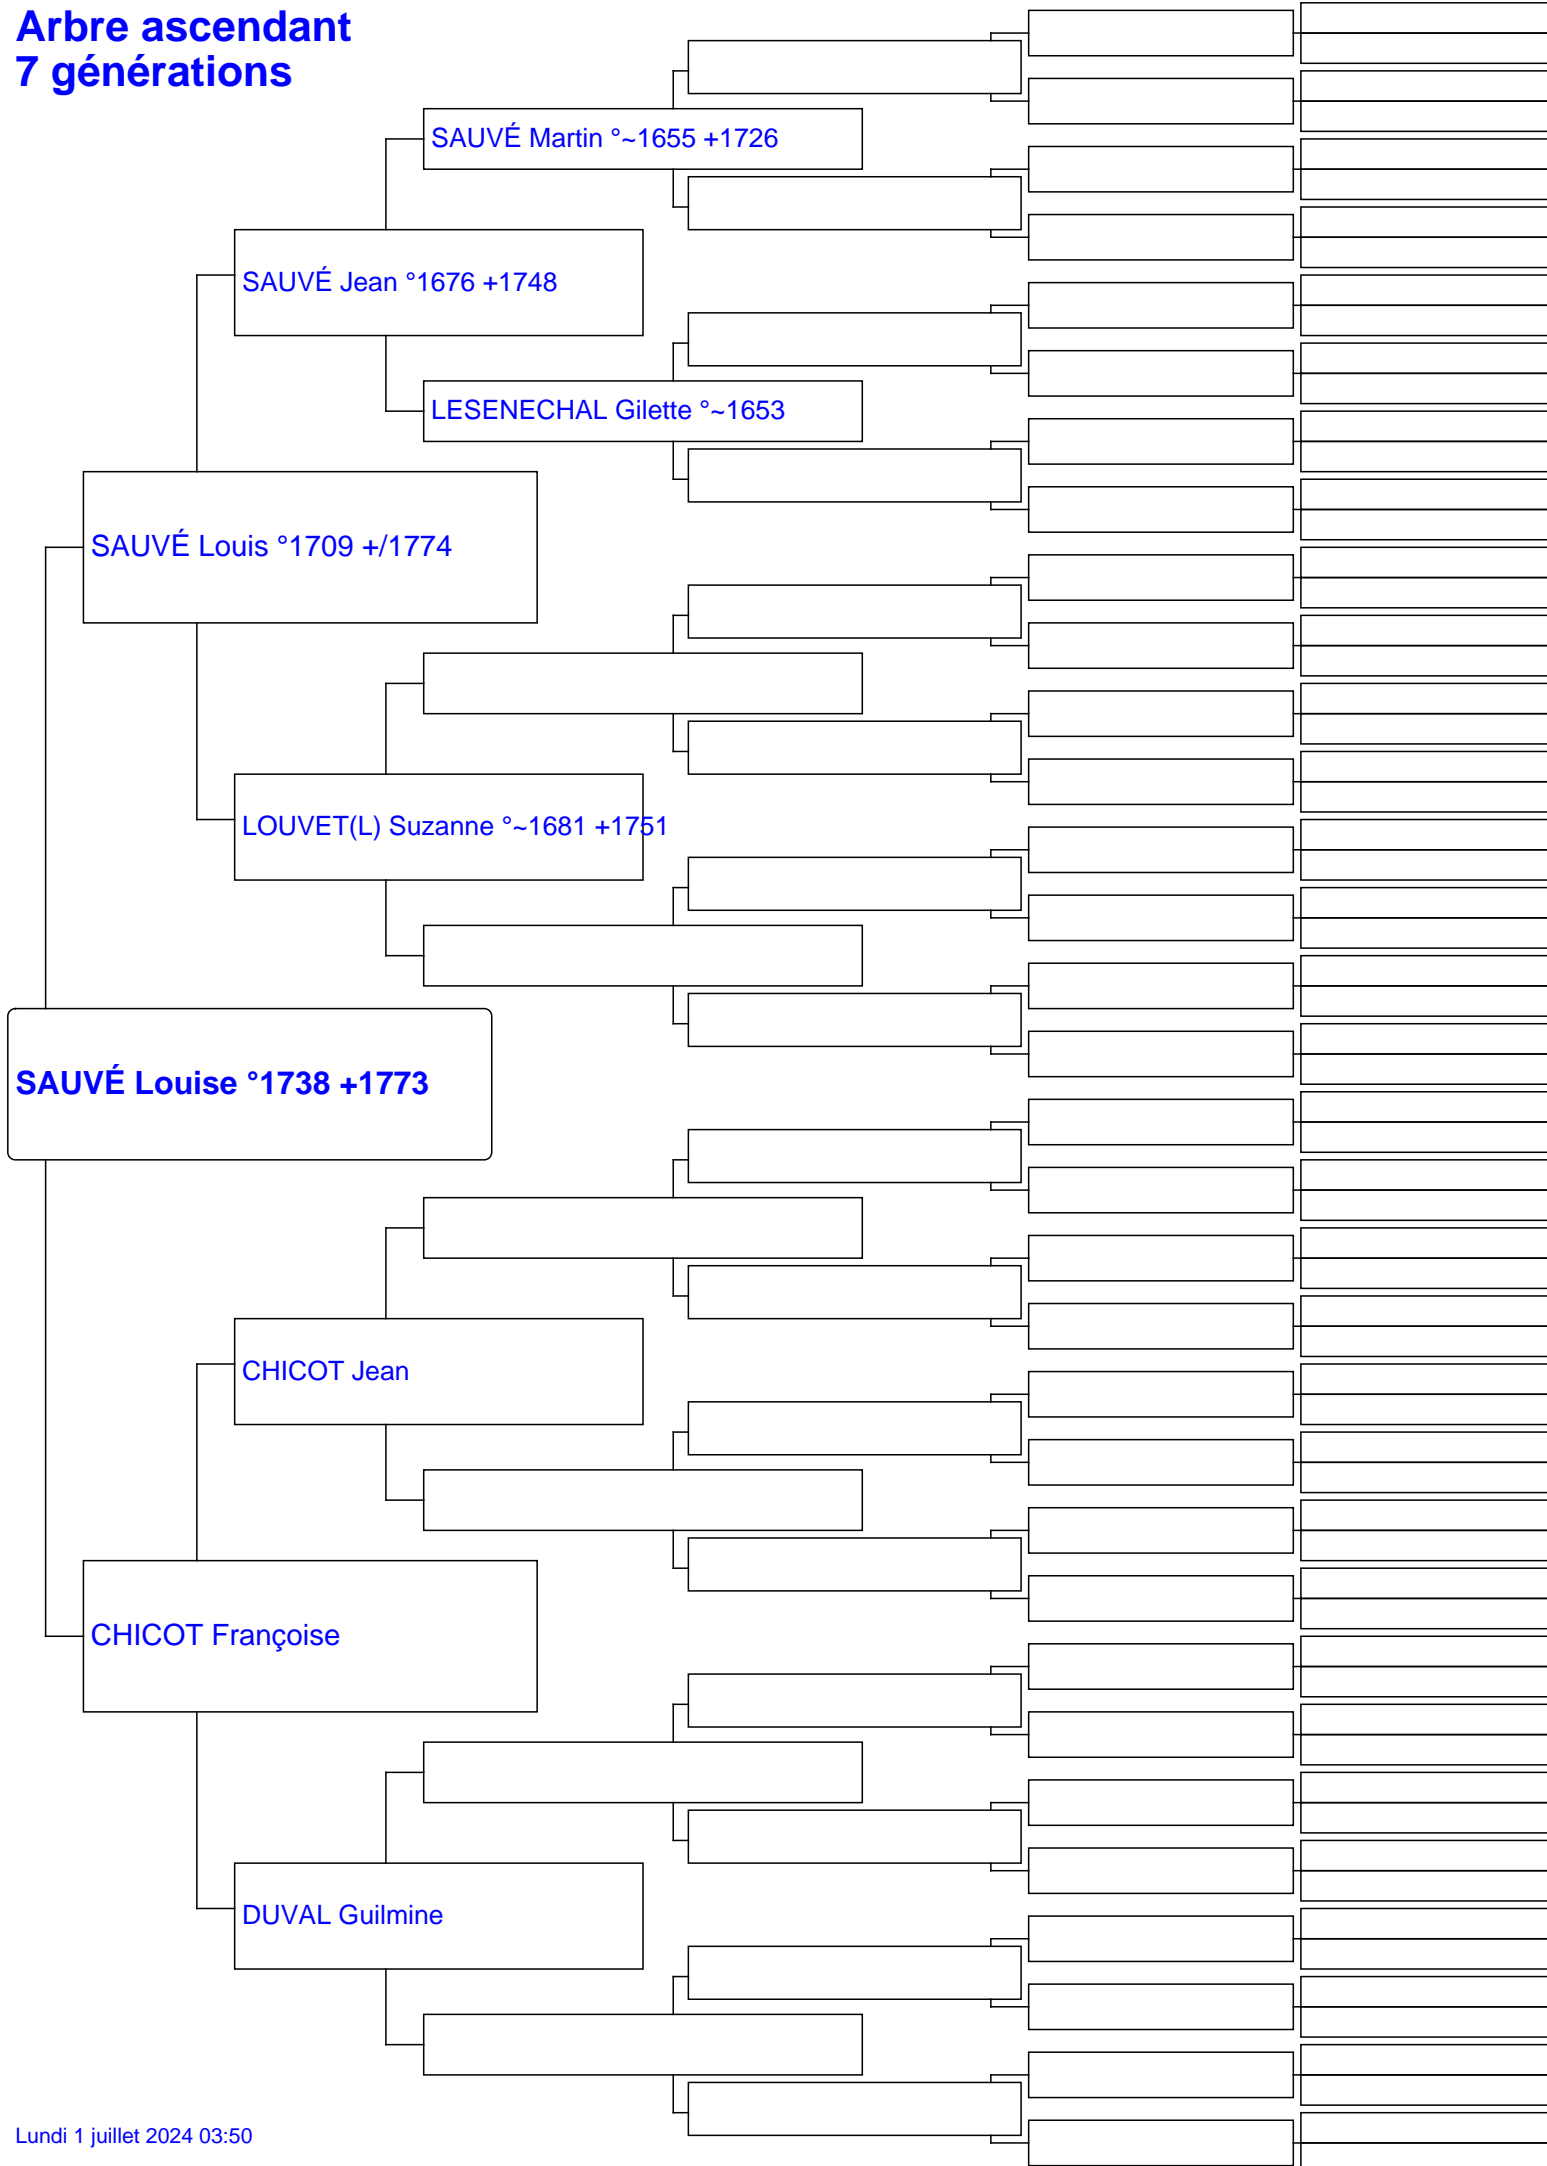 Arbre ascendant
7 générations
SAUVÉ Martin °~1655 +1726
SAUVÉ Jean °1676 +1748
LESENECHAL Gilette °~1653
SAUVÉ Louis °1709 +/1774
LOUVET(L) Suzanne °~1681 +1751
SAUVÉ Louise °1738 +1773
CHICOT Jean
CHICOT Françoise
DUVAL Guilmine
Lundi 1 juillet 2024 03:50